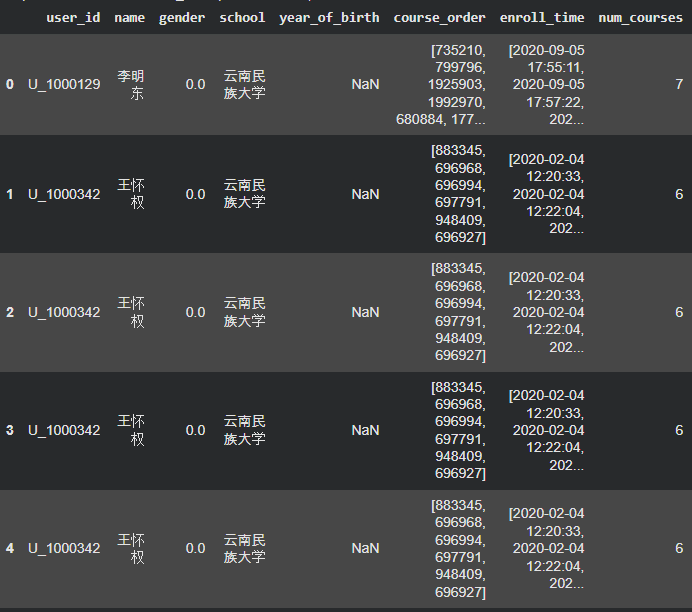 user_id name gender school year_of_birth course_order enroll_time num_courses
0 U_1000129 李明东 0.0 云南民族大学 NaN [735210, 799796, 1925903, 1992970, 680884, 177... [2020-09-05 17:55:11, 2020-09-05 17:57:22, 202... 7
1 U_1000342 王怀权 0.0 云南民族大学 NaN [883345, 696968, 696994, 697791, 948409, 696927] [2020-02-04 12:20:33, 2020-02-04 12:22:04, 202... 6
2 U_1000342 王怀权 0.0 云南民族大学 NaN [883345, 696968, 696994, 697791, 948409, 696927] [2020-02-04 12:20:33, 2020-02-04 12:22:04, 202... 6
3 U_1000342 王怀权 0.0 云南民族大学 NaN [883345, 696968, 696994, 697791, 948409, 696927] [2020-02-04 12:20:33, 2020-02-04 12:22:04, 202... 6
4 U_1000342 王怀权 0.0 云南民族大学 NaN [883345, 696968, 696994, 697791, 948409, 696927] [2020-02-04 12:20:33, 2020-02-04 12:22:04, 202... 6